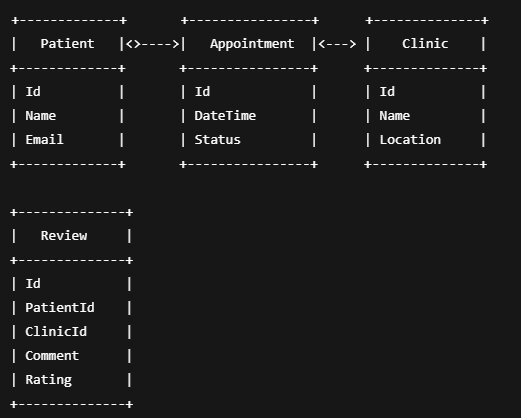 +-------------+       +----------------+      +--------------+
|   Patient   |<>---->|   Appointment  |<---> |    Clinic    |
+-------------+       +----------------+      +--------------+
| Id          |       | Id             |      | Id           |
| Name        |       | DateTime       |      | Name         |
| Email       |       | Status         |      | Location     |
+-------------+       +----------------+      +--------------+

+--------------+
|   Review     |
+--------------+
| Id           |
| PatientId    |
| ClinicId     |
| Comment      |
| Rating       |
+--------------+